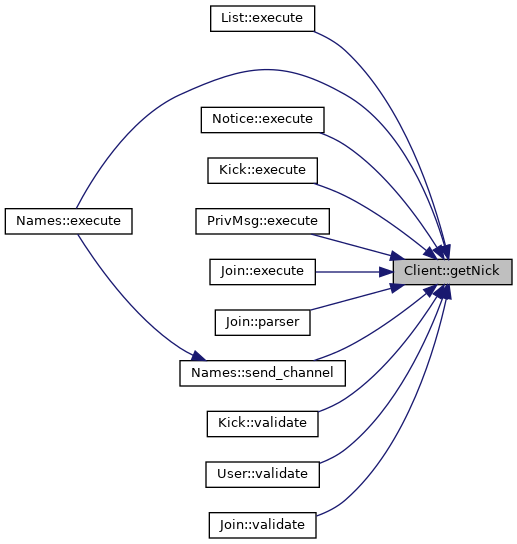 List::execute
Notice::execute
Kick::execute
Names::execute
PrivMsg::execute
Join::execute
Client::getNick
Join::parser
Names::send_channel
Kick::validate
User::validate
Join::validate